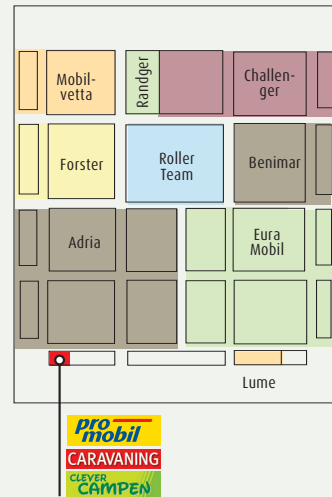 Mobil-
vetta
Randger
Challen-
ger
Forster
Roller
Team
Benimar
Adria
Eura
Mobil
Lume
pro
mobil
CARAVANING
CLEVER
CAMPEN